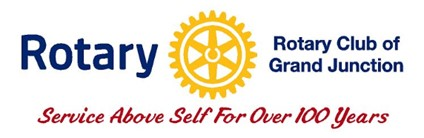 Rotary
Rotary Club of
Grand Junction
Service Above Self For Over 100 Years